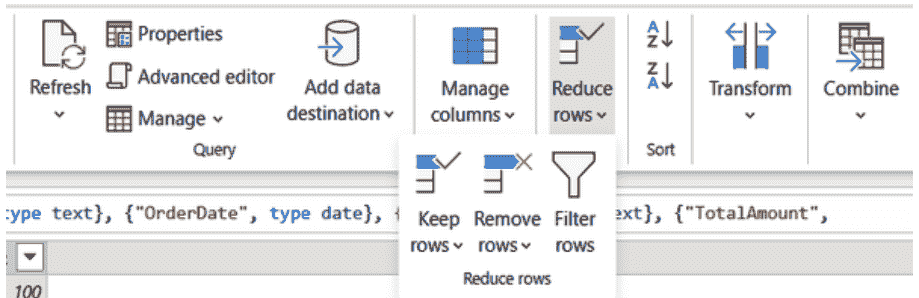 Refresh
Properties
Advanced editor
Manage
Query
Add data
destination
Manage
columns
Reduce
rows
A
Z
Z
A
Sort
Transform
Combine
Keep
rows
Remove
rows
Filter
rows
Reduce rows
type text}, {"OrderDate", type date}, { ext}, {"TotalAmount",
100